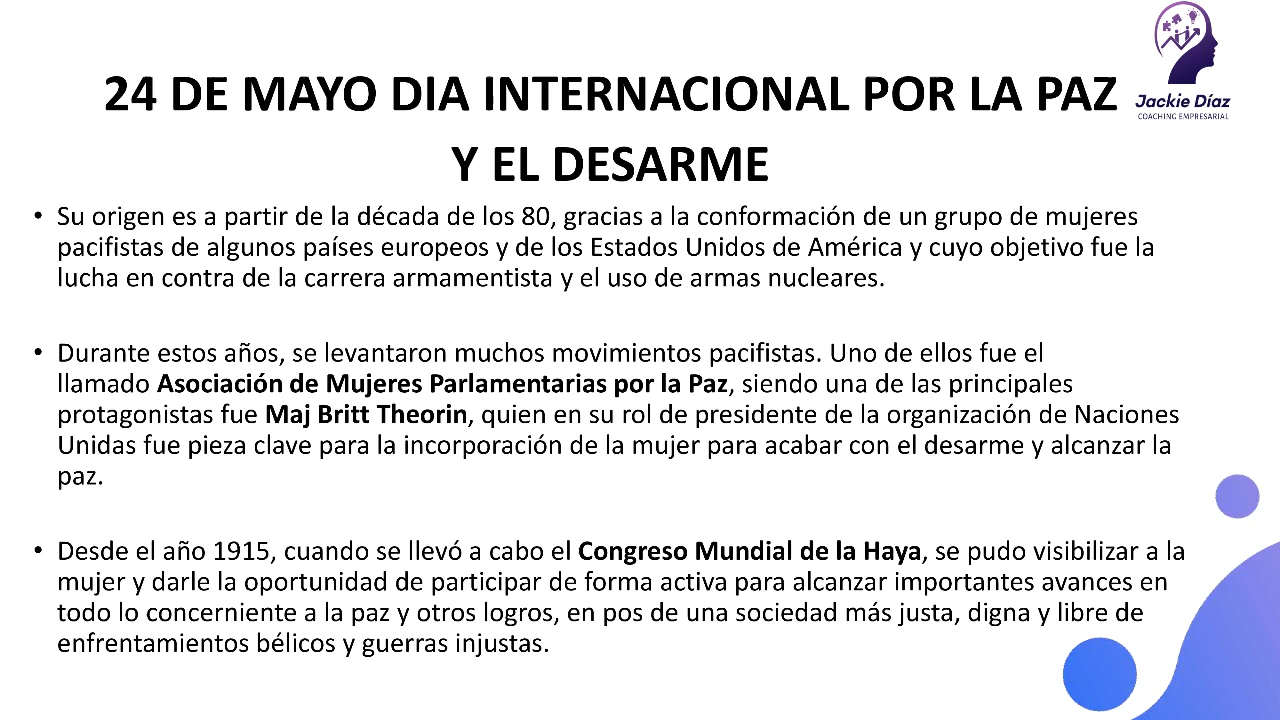 Jackie Díaz
COACHING EMPRESARIAL
24 DE MAYO DIA INTERNACIONAL POR LA PAZ
Y EL DESARME
• Su origen es a partir de la década de los 80, gracias a la conformación de un grupo de mujeres
pacifistas de algunos países europeos y de los Estados Unidos de América y cuyo objetivo fue la
lucha en contra de la carrera armamentista y el uso de armas nucleares.
• Durante estos años, se levantaron muchos movimientos pacifistas. Uno de ellos fue el
llamado Asociación de Mujeres Parlamentarias por la Paz, siendo una de las principales
protagonistas fue Maj Britt Theorin, quien en su rol de presidente de la organización de Naciones
Unidas fue pieza clave para la incorporación de la mujer para acabar con el desarme y alcanzar la
paz.
• Desde el año 1915, cuando se llevó a cabo el Congreso Mundial de la Haya, se pudo visibilizar a la
mujer y darle la oportunidad de participar de forma activa para alcanzar importantes avances en
todo lo concerniente a la paz y otros logros, en pos de una sociedad más justa, digna y libre de
enfrentamientos bélicos y guerras injustas.